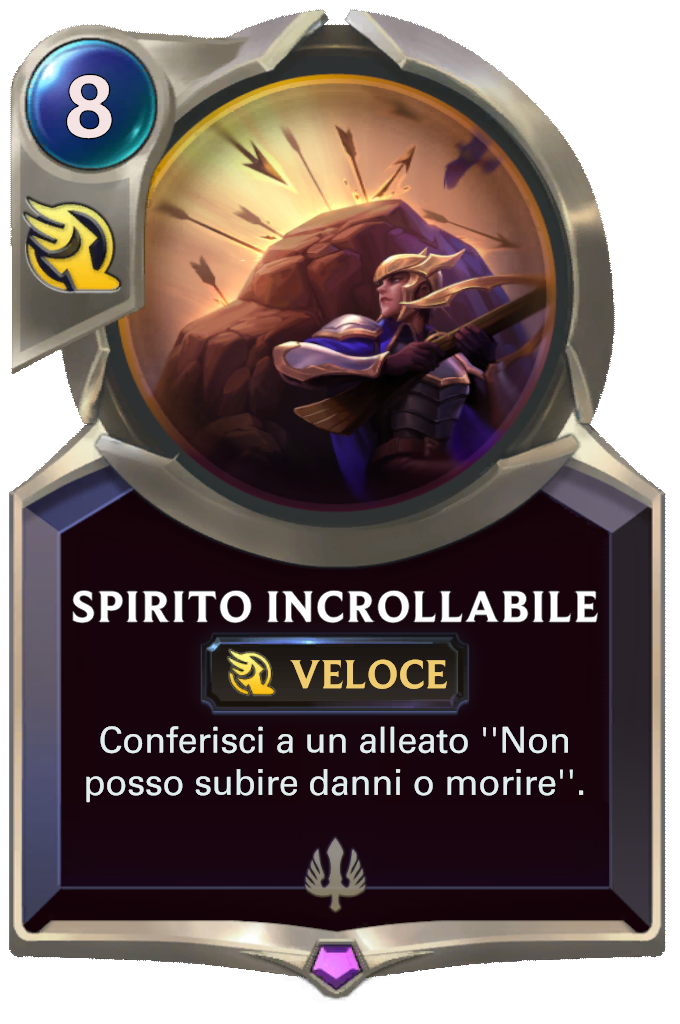 8
SPIRITO INCROLLABILE
VELOCE
Conferisci a un alleato ''Non
posso subire danni o morire''.